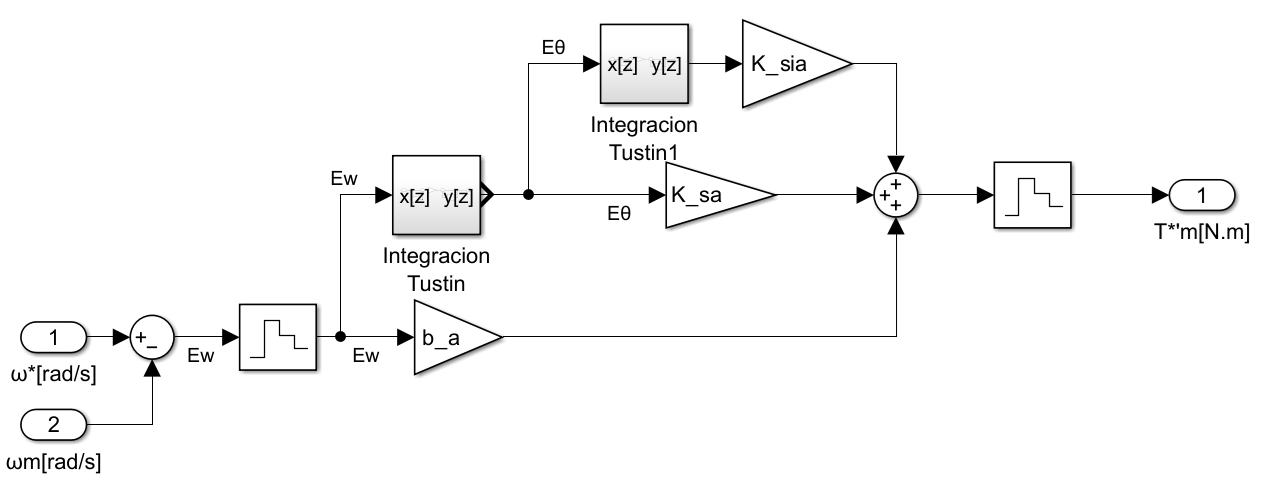 Eθ
x[z] y[z]
K_sia
Integracion
Tustin1
Ew
x[z] y[z]
Eθ
K_sa
+
+
+
1
T*'m[N.m]
Integracion
Tustin
1
+
-
Ew
Ew
b_a
ω*[rad/s]
2
ωm[rad/s]